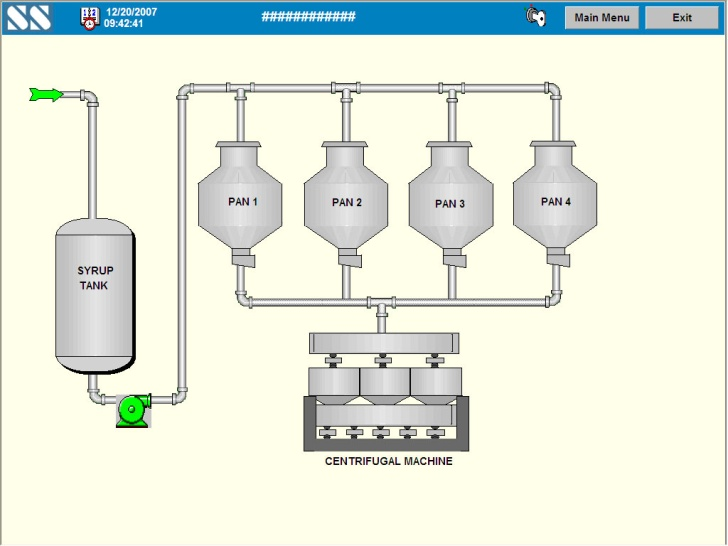 SS
12/20/2007
09:42:41
############
Main Menu
Exit
PAN 1
PAN 2
PAN 3
PAN 4
SYRUP
TANK
CENTRIFUGAL MACHINE